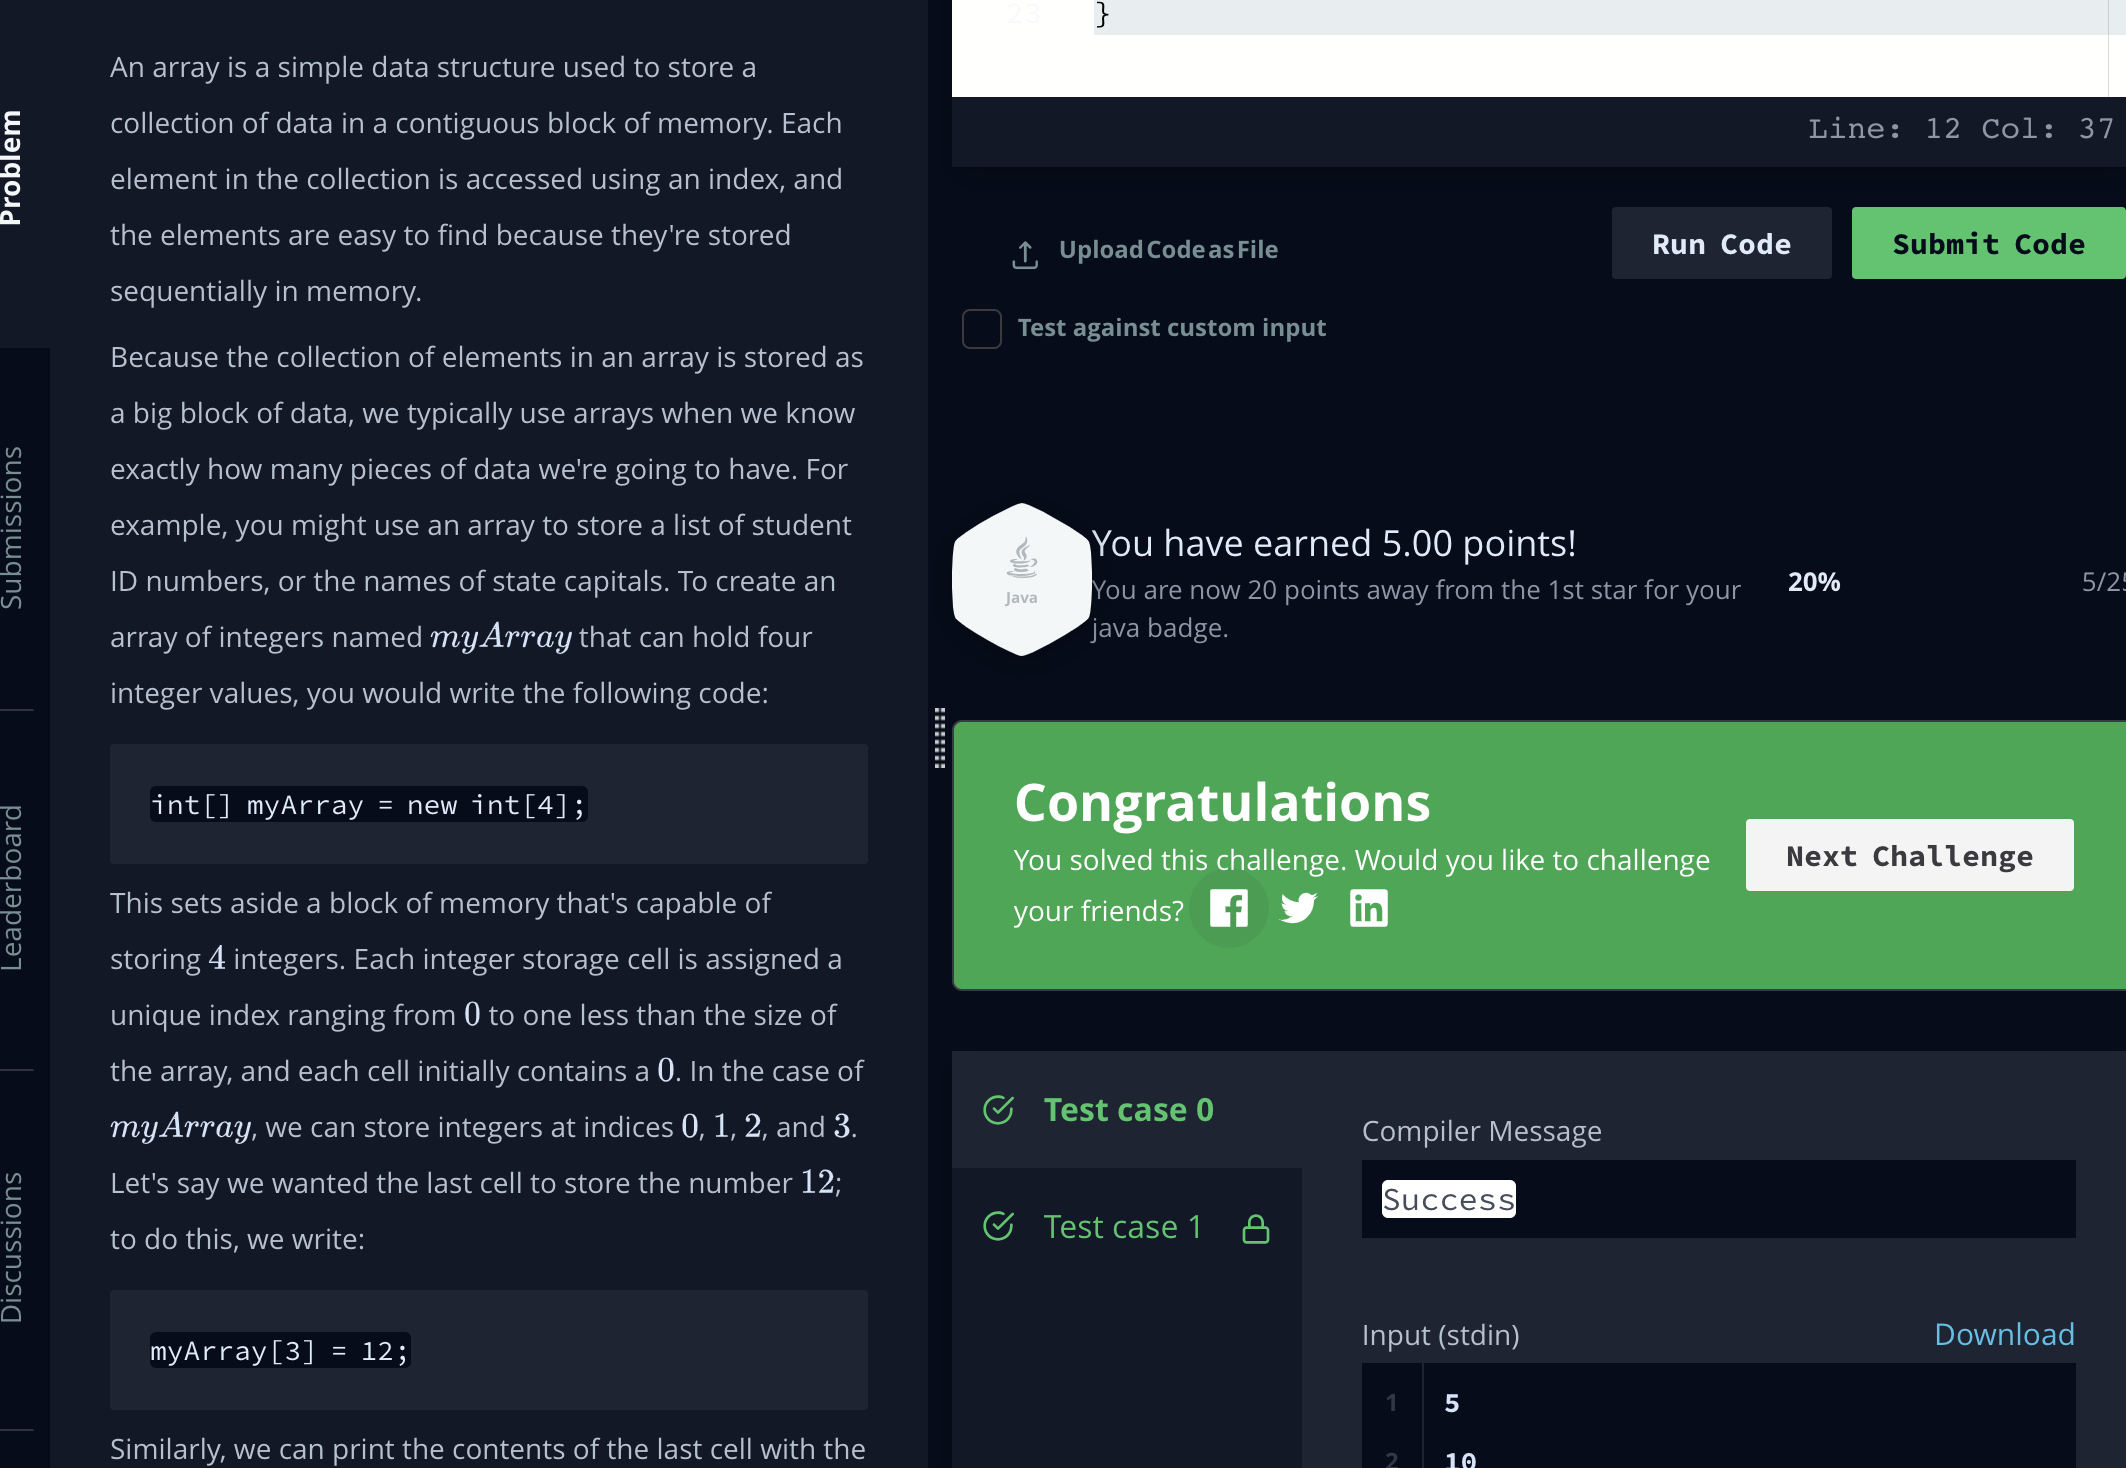 Problem
Submissions
Leaderboard
Discussions
An array is a simple data structure used to store a
collection of data in a contiguous block of memory. Each
element in the collection is accessed using an index, and
the elements are easy to find because they're stored
sequentially in memory.
Because the collection of elements in an array is stored as
a big block of data, we typically use arrays when we know
exactly how many pieces of data we're going to have. For
example, you might use an array to store a list of student
ID numbers, or the names of state capitals. To create an
array of integers named myArray that can hold four
integer values, you would write the following code:
int[] myArray = new int[4];
This sets aside a block of memory that's capable of
storing 4 integers. Each integer storage cell is assigned a
unique index ranging from 0 to one less than the size of
the array, and each cell initially contains a 0. In the case of
myArray, we can store integers at indices 0, 1, 2, and 3.
Let's say we wanted the last cell to store the number 12;
to do this, we write:
myArray[3] = 12;
Similarly, we can print the contents of the last cell with the
23 }
Line: 12 Col: 37
Upload Code as File
Run Code
Submit Code
Test against custom input
Java
You have earned 5.00 points!
You are now 20 points away from the 1st star for your
java badge.
20%
5/25
Congratulations
You solved this challenge. Would you like to challenge
your friends?
Next Challenge
Test case 0
Test case 1
Compiler Message
Success
Input (stdin)
Download
1 5
2 10